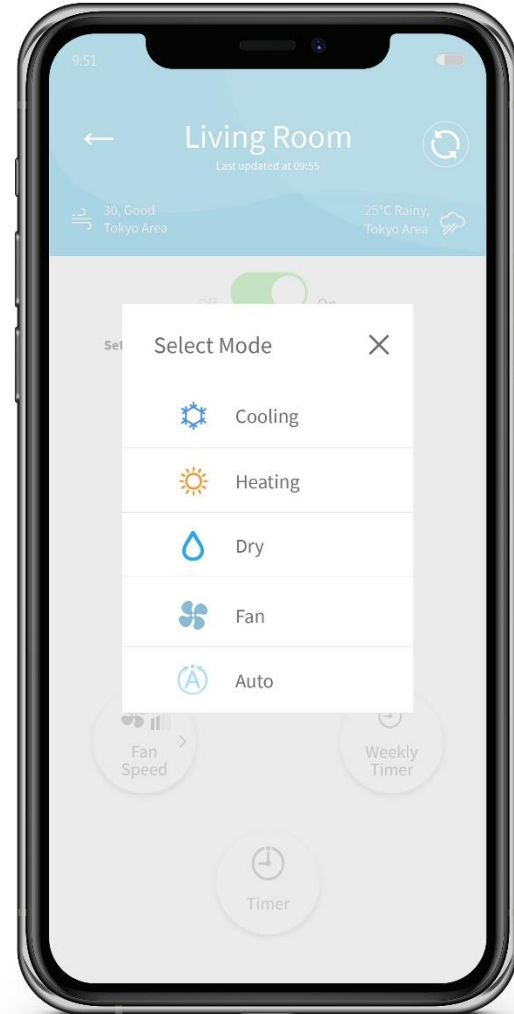 9:51
Living Room
Last updated at 09:55
30, Good
Tokyo Area
25°C Rainy,
Tokyo Area
Off
On
Set
Select Mode
Cooling
Heating
Dry
Fan
A
Auto
Fan
Speed
Weekly
Timer
Timer